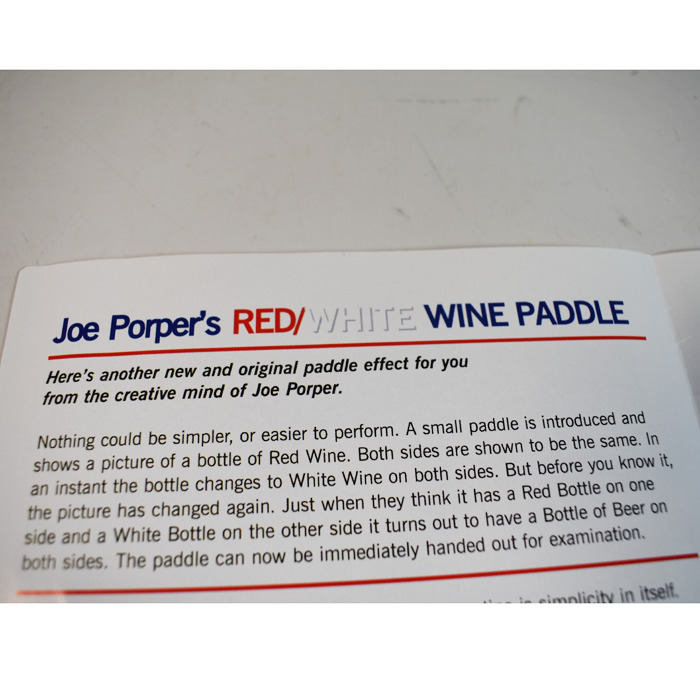 Joe Porper's RED/WHITE WINE PADDLE
Here's another new and original paddle effect for you
from the creative mind of Joe Porper.
Nothing could be simpler, or easier to perform. A small paddle is introduced and
shows a picture of a bottle of Red Wine. Both sides are shown to be the same. In
an instant the bottle changes to White Wine on both sides. But before you know it,
the picture has changed again. Just when they think it has a Red Bottle on one
side and a White Bottle on the other side it turns out to have a Bottle of Beer on
both sides. The paddle can now be immediately handed out for examination.
in simplicity in itself.